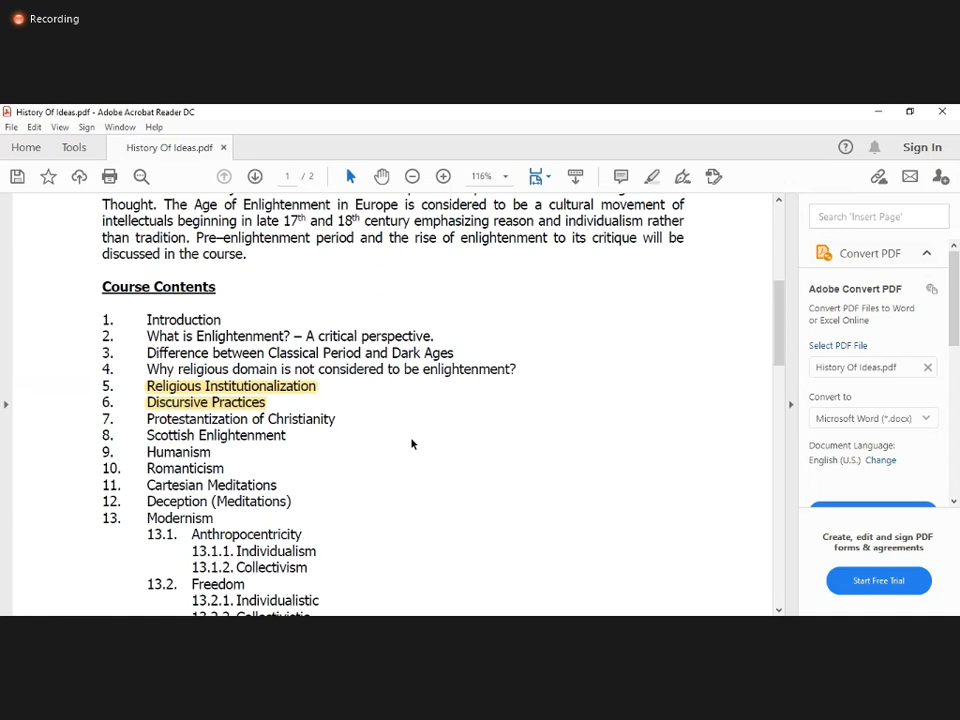 Recording
History Of Ideas.pdf - Adobe Acrobat Reader DC
File Edit View Sign Window Help
Home Tools History Of Ideas.pdf × Sign In
1 / 2 116%
Thought. The Age of Enlightenment in Europe is considered to be a cultural movement of
intellectuals beginning in late 17th and 18th century emphasizing reason and individualism rather
than tradition. Pre–enlightenment period and the rise of enlightenment to its critique will be
discussed in the course.
Course Contents
1. Introduction
2. What is Enlightenment? – A critical perspective.
3. Difference between Classical Period and Dark Ages
4. Why religious domain is not considered to be enlightenment?
5. Religious Institutionalization
6. Discursive Practices
7. Protestantization of Christianity
8. Scottish Enlightenment
9. Humanism
10. Romanticism
11. Cartesian Meditations
12. Deception (Meditations)
13. Modernism
13.1. Anthropocentricity
13.1.1. Individualism
13.1.2. Collectivism
13.2. Freedom
13.2.1. Individualistic
13.2.2. Collectivistic
Search 'Insert Page'
Convert PDF
Adobe Convert PDF
Convert PDF Files to Word
or Excel Online
Select PDF File
History Of Ideas.pdf
Convert to
Microsoft Word (*.docx)
Document Language:
English (U.S.) Change
Create, edit and sign PDF
forms & agreements
Start Free Trial